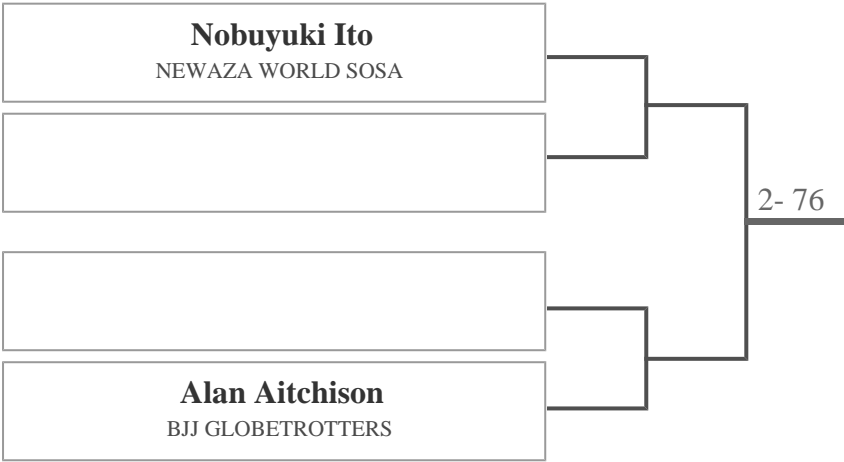 Nobuyuki Ito
NEWAZA WORLD SOSA
2- 76
Alan Aitchison
BJJ GLOBETROTTERS